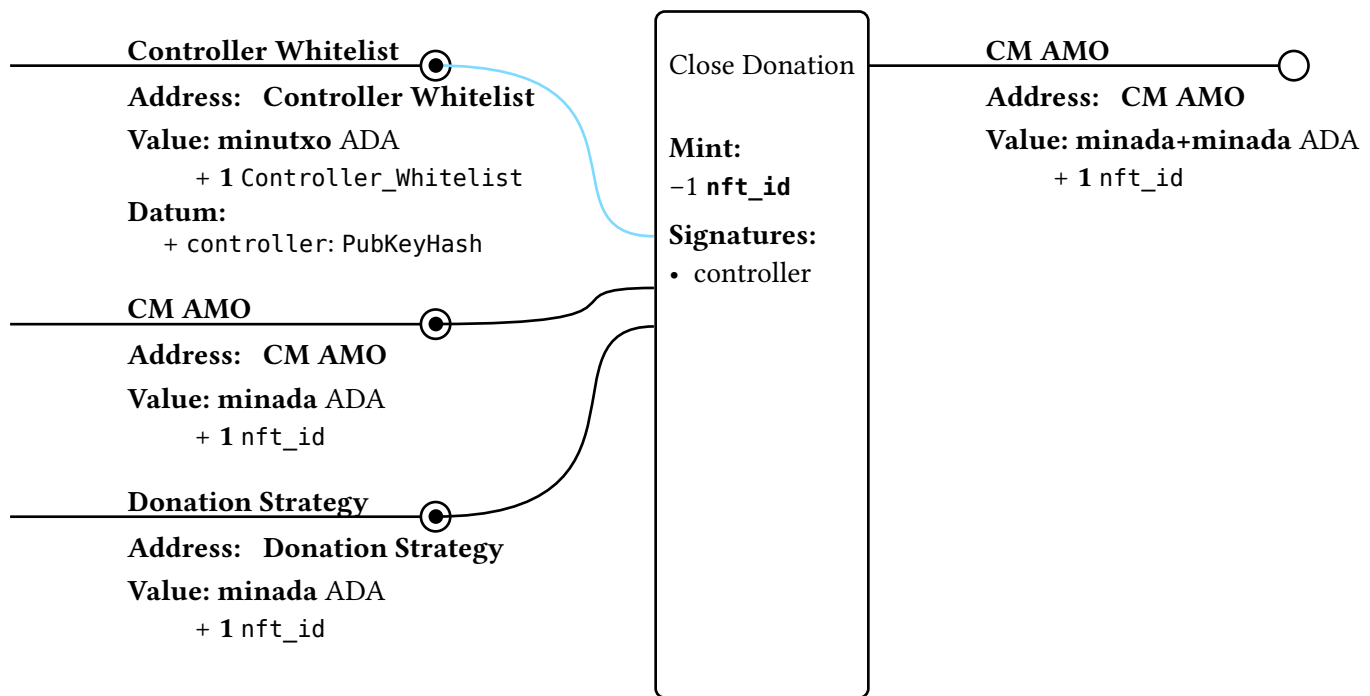 Controller Whitelist
Address: Controller Whitelist
Value: minutxo ADA
+ 1 Controller_Whitelist
Datum:
+ controller: PubKeyHash
CM AMO
Address: CM AMO
Value: minada ADA
+ 1 nft_id
Donation Strategy
Address: Donation Strategy
Value: minada ADA
+ 1 nft_id
Close Donation
Mint:
−1 nft_id
Signatures:
• controller
CM AMO
Address: CM AMO
Value: minada+minada ADA
+ 1 nft_id